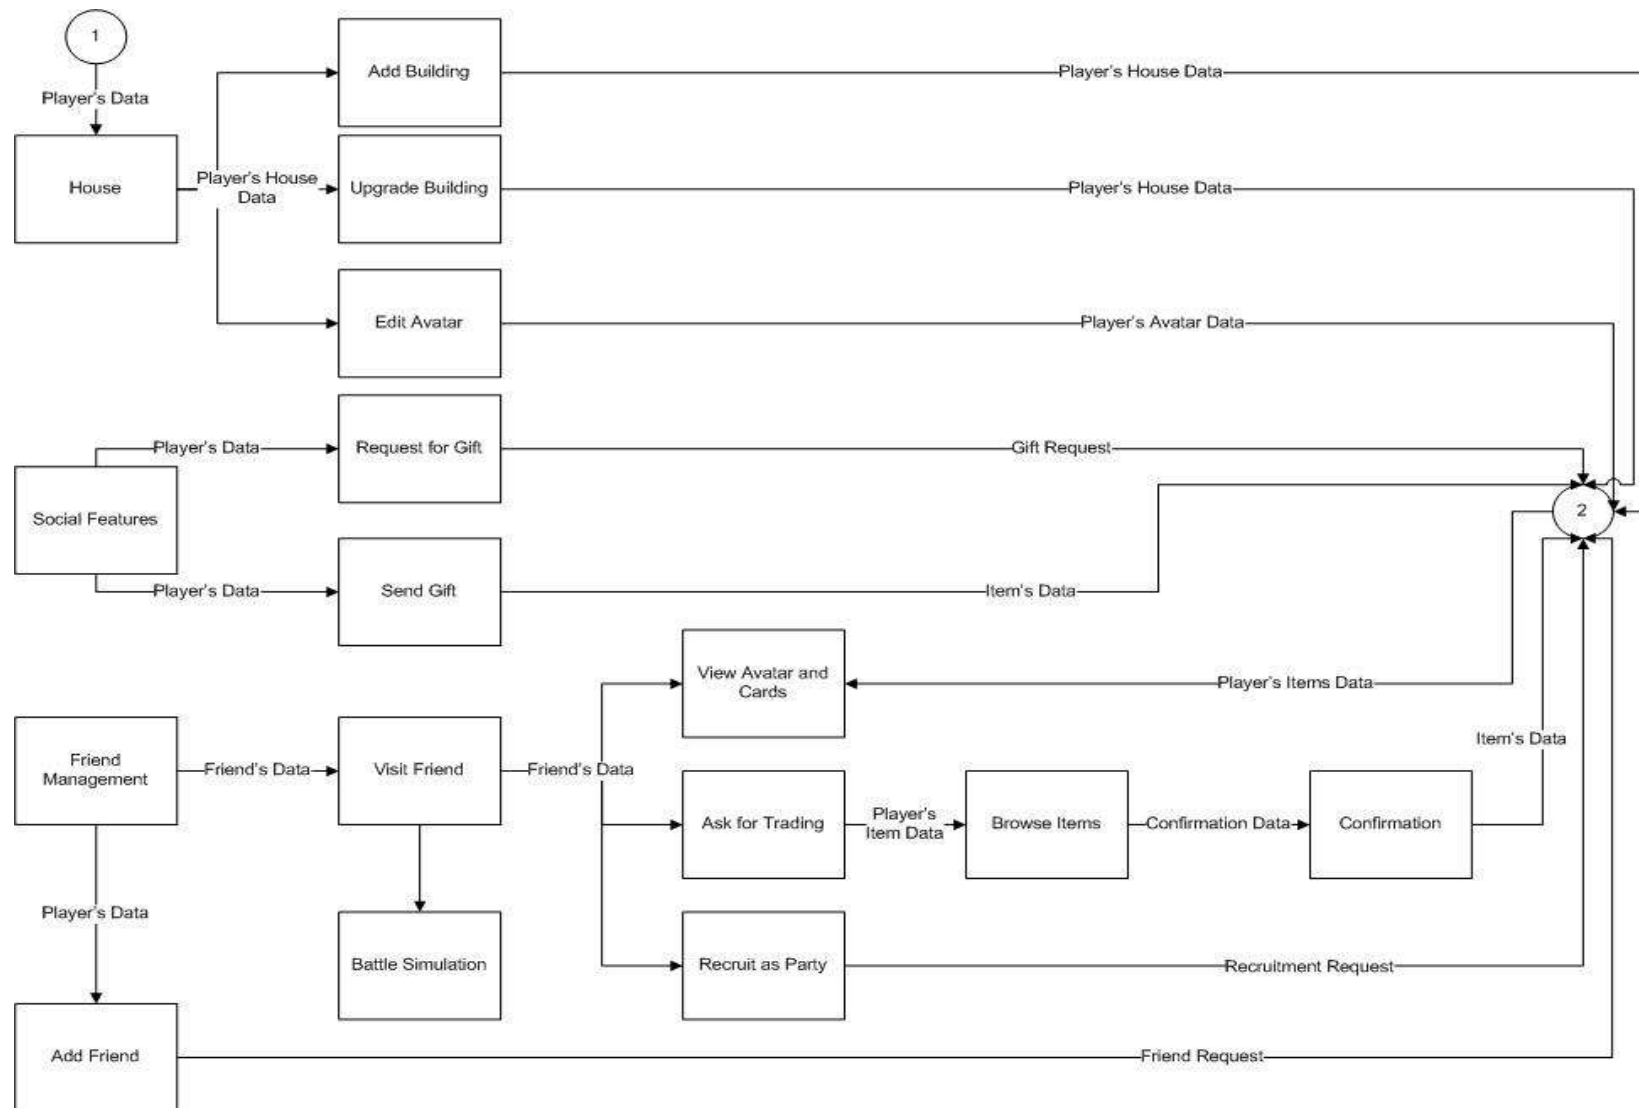 1
Add Building
Player's House Data
Player's Data
House
Player's House
Data
Upgrade Building
Player's House Data
Edit Avatar
Player's Avatar Data
Player's Data
Request for Gift
Gift Request
Social Features
2
Player's Data
Send Gift
Item's Data
View Avatar and
Cards
Player's Items Data
Item's Data
Friend
Management
Friend's Data
Visit Friend
Friend's Data
Ask for Trading
Player's
Item Data
Browse Items
Confirmation Data
Confirmation
Player's Data
Battle Simulation
Recruit as Party
Recruitment Request
Add Friend
Friend Request